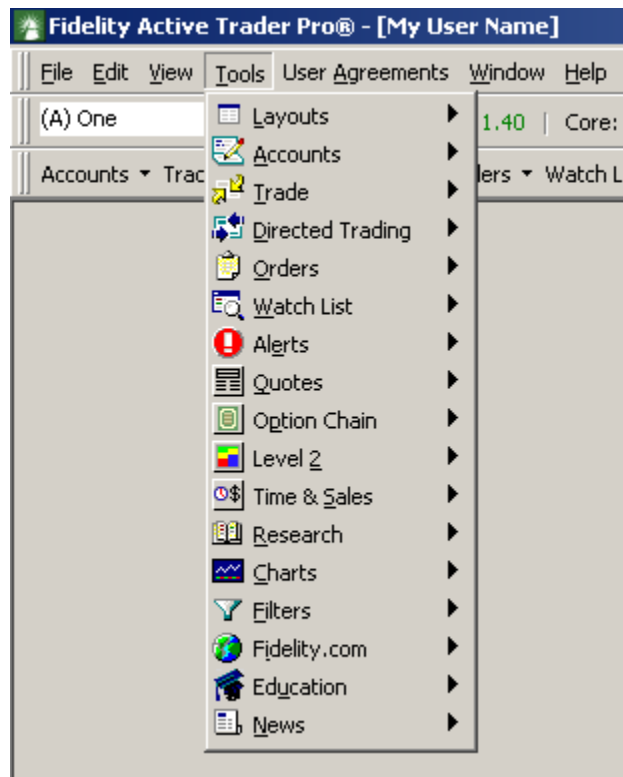 Fidelity Active Trader Pro® - [My User Name]
File Edit View Tools User Agreements Window Help
(A) One 1.40 | Core:
Accounts Trac ders Watch L
Layouts
Accounts
Trade
Directed Trading
Orders
Watch List
Alerts
Quotes
Option Chain
Level 2
Time & Sales
Research
Charts
Filters
Fidelity.com
Education
News